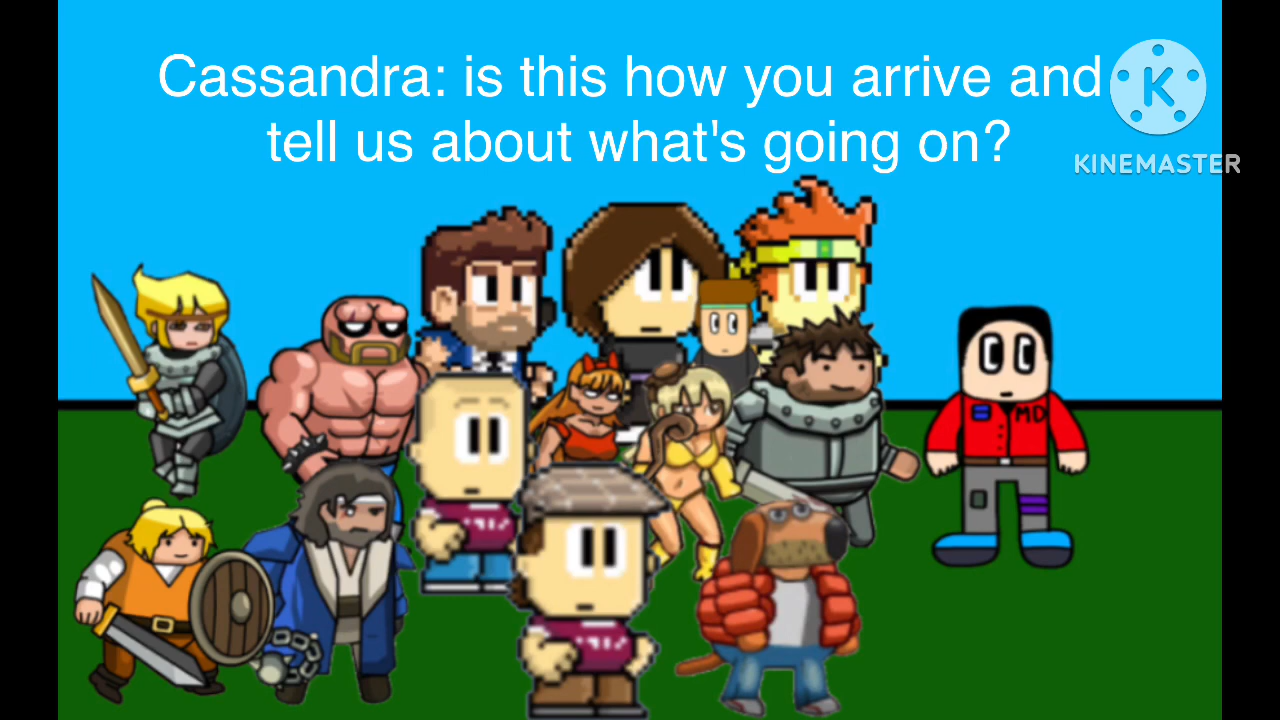 Cassandra: is this how you arrive and
tell us about what's going on?
K
KINEMASTER
MD